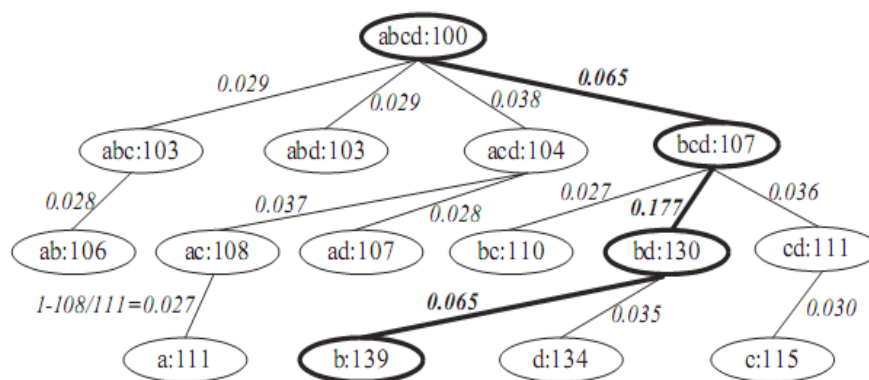 abcd:100
0.029
0.029
0.038
0.065
abc:103
abd:103
acd:104
bcd:107
0.028
0.037
0.028
0.027
0.177
0.036
ab:106
ac:108
ad:107
bc:110
bd:130
cd:111
1-108/111=0.027
0.065
0.035
0.030
a:111
b:139
d:134
c:115